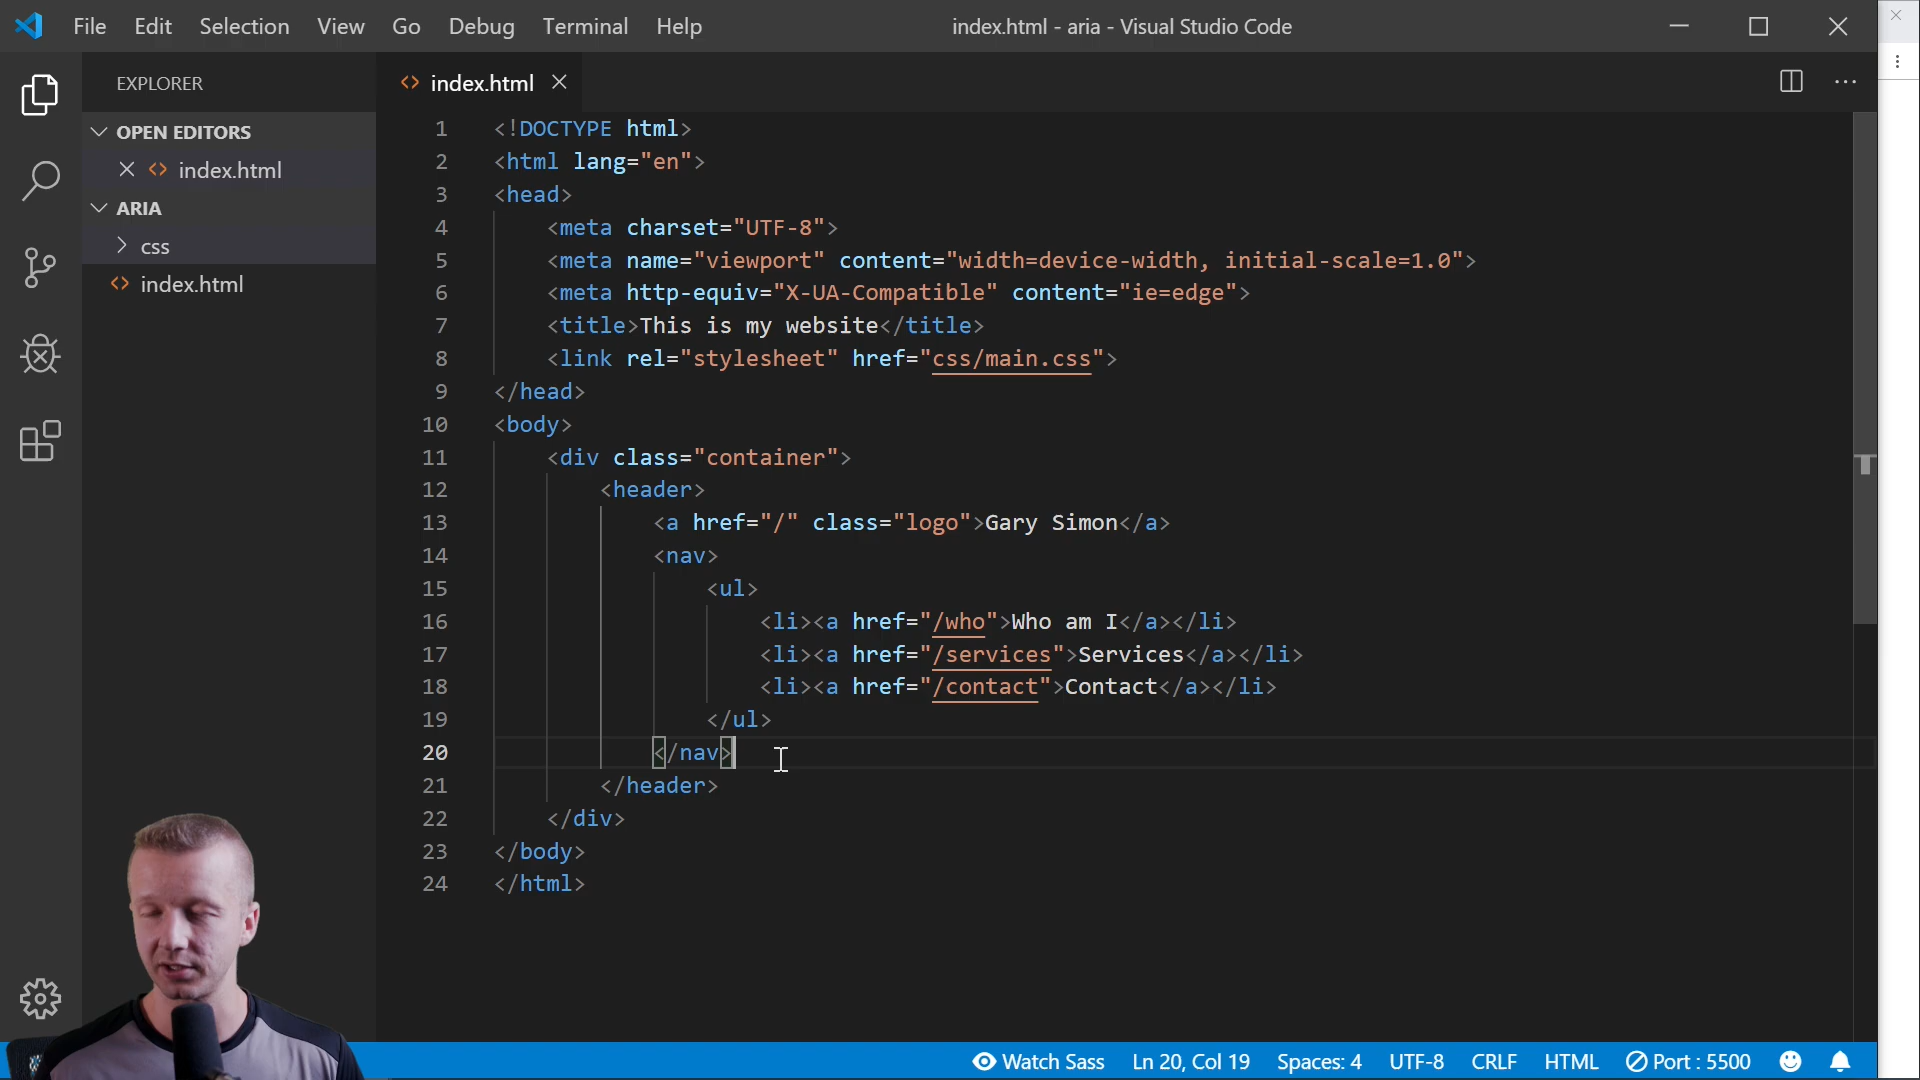 File Edit Selection View Go Debug Terminal Help
index.html - aria - Visual Studio Code
EXPLORER
OPEN EDITORS
index.html
ARIA
css
index.html
index.html
1 <!DOCTYPE html>
2 <html lang="en">
3 <head>
4 <meta charset="UTF-8">
5 <meta name="viewport" content="width=device-width, initial-scale=1.0">
6 <meta http-equiv="X-UA-Compatible" content="ie=edge">
7 <title>This is my website</title>
8 <link rel="stylesheet" href="css/main.css">
9 </head>
10 <body>
11 <div class="container">
12 <header>
13 <a href="/" class="logo">Gary Simon</a>
14 <nav>
15 <ul>
16 <li><a href="/who">Who am I</a></li>
17 <li><a href="/services">Services</a></li>
18 <li><a href="/contact">Contact</a></li>
19 </ul>
20 </nav>
21 </header>
22 </div>
23 </body>
24 </html>
Watch Sass Ln 20, Col 19 Spaces: 4 UTF-8 CRLF HTML Port : 5500